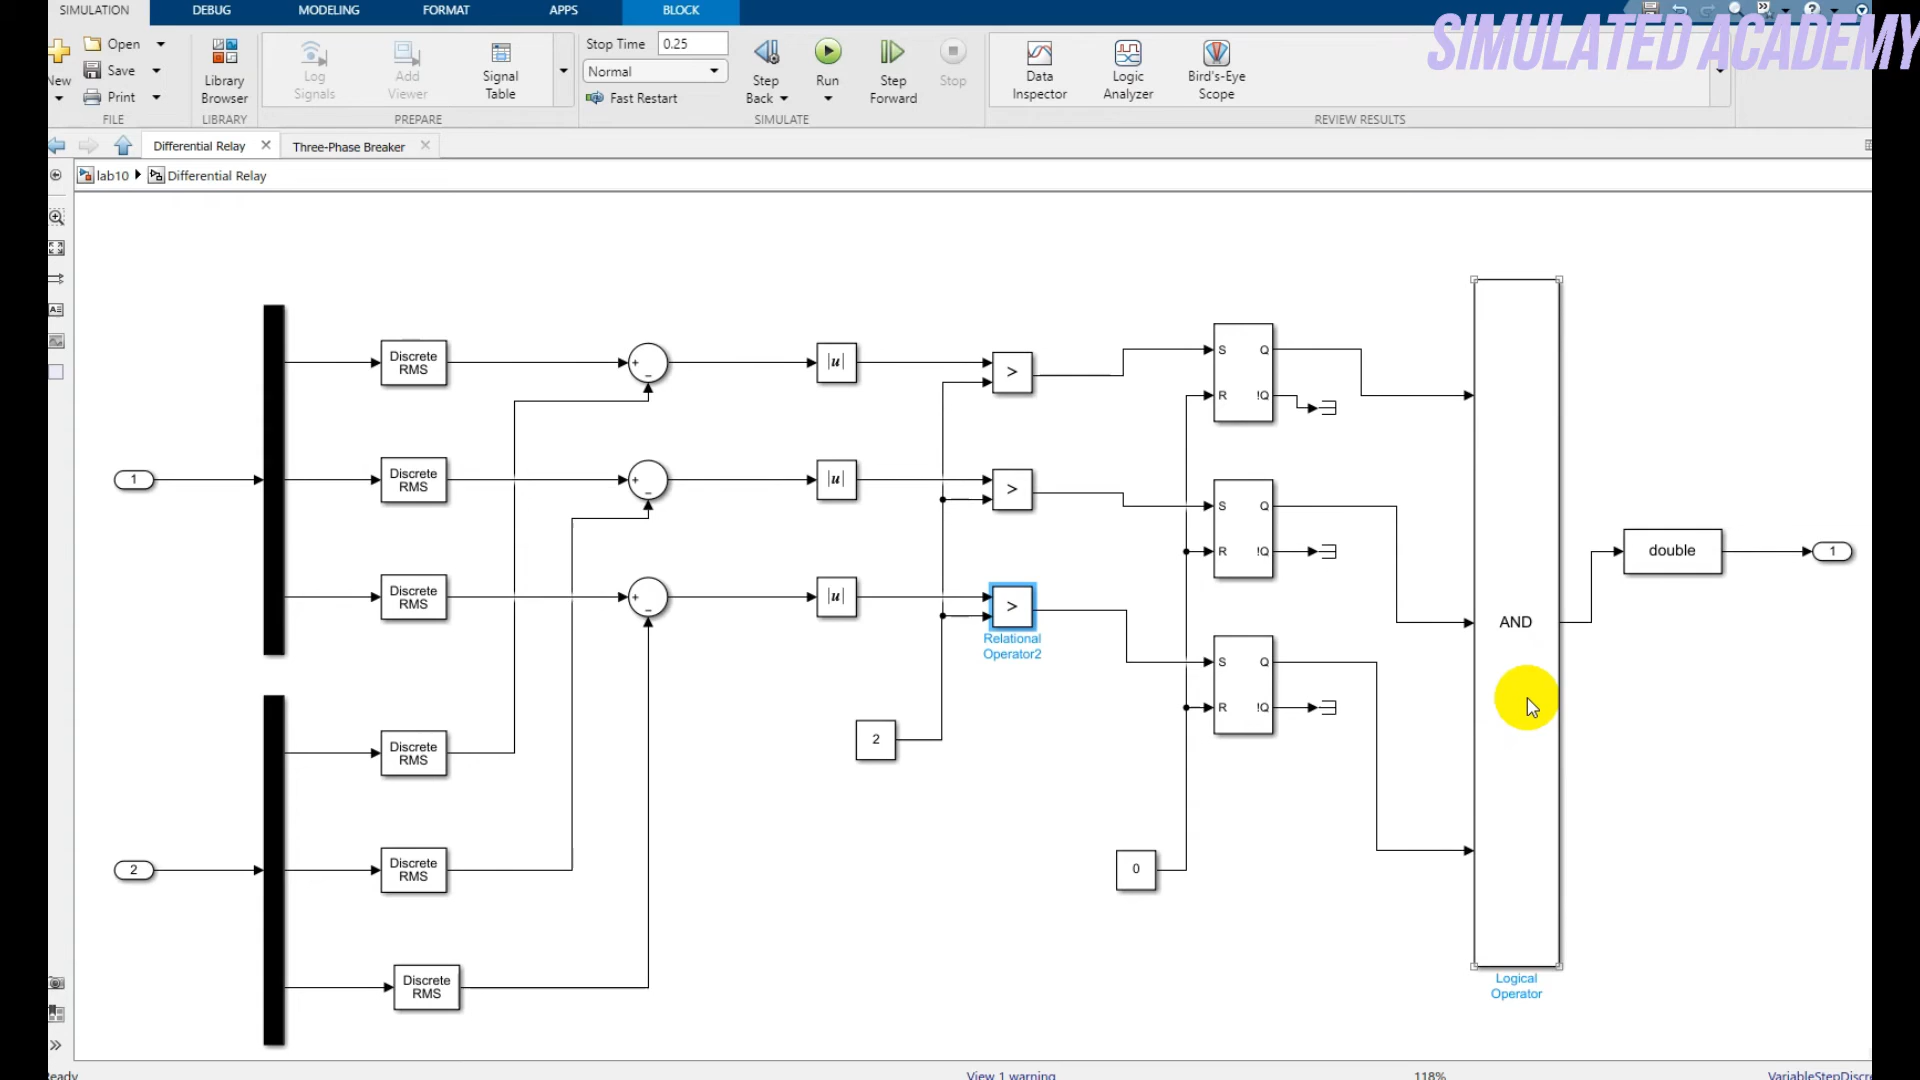 SIMULATION DEBUG MODELING FORMAT APPS BLOCK
SIMULATED ACADEMY
New
Open
Save
Print
FILE
Library
Browser
LIBRARY
Log
Signals
Add
Viewer
Signal
Table
PREPARE
Stop Time 0.25
Normal
Fast Restart
Step
Back
Run
Step
Forward
Stop
SIMULATE
Data
Inspector
Logic
Analyzer
Bird's-Eye
Scope
REVIEW RESULTS
Differential Relay
Three-Phase Breaker
lab10
Differential Relay
1
2
Discrete
RMS
Discrete
RMS
Discrete
RMS
Discrete
RMS
Discrete
RMS
Discrete
RMS
+
−
+
−
+
−
|u|
|u|
|u|
>
>
>
Relational
Operator2
2
0
S Q
R !Q
S Q
R !Q
S Q
R !Q
AND
Logical
Operator
double
1
View 1 warning
118%